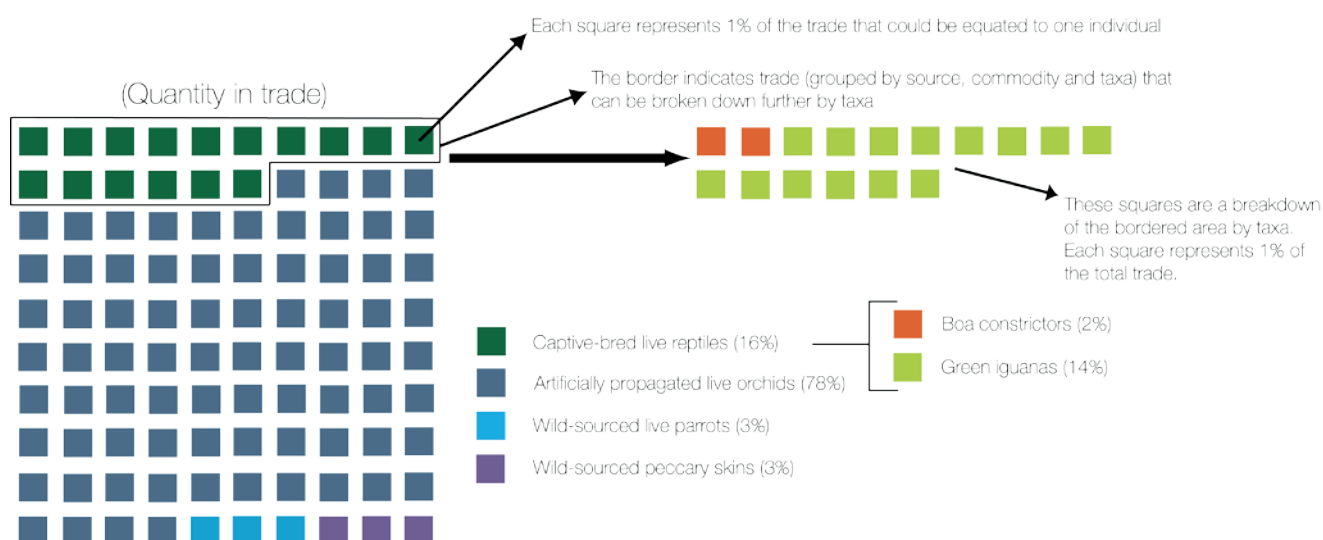 Each square represents 1% of the trade that could be equated to one individual
The border indicates trade (grouped by source, commodity and taxa) that
can be broken down further by taxa
(Quantity in trade)
These squares are a breakdown
of the bordered area by taxa.
Each square represents 1% of
the total trade.
Captive-bred live reptiles (16%)
Artificially propagated live orchids (78%)
Wild-sourced live parrots (3%)
Wild-sourced peccary skins (3%)
Boa constrictors (2%)
Green iguanas (14%)